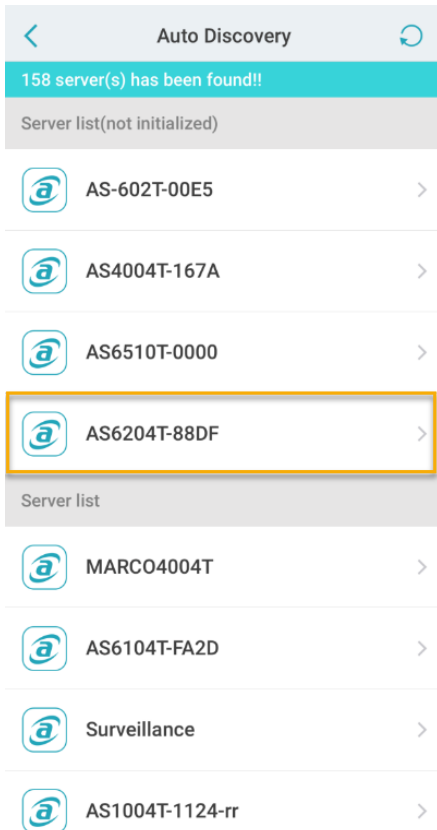 Auto Discovery
158 server(s) has been found!!
Server list(not initialized)
AS-602T-00E5
AS4004T-167A
AS6510T-0000
AS6204T-88DF
Server list
MARCO4004T
AS6104T-FA2D
Surveillance
AS1004T-1124-rr